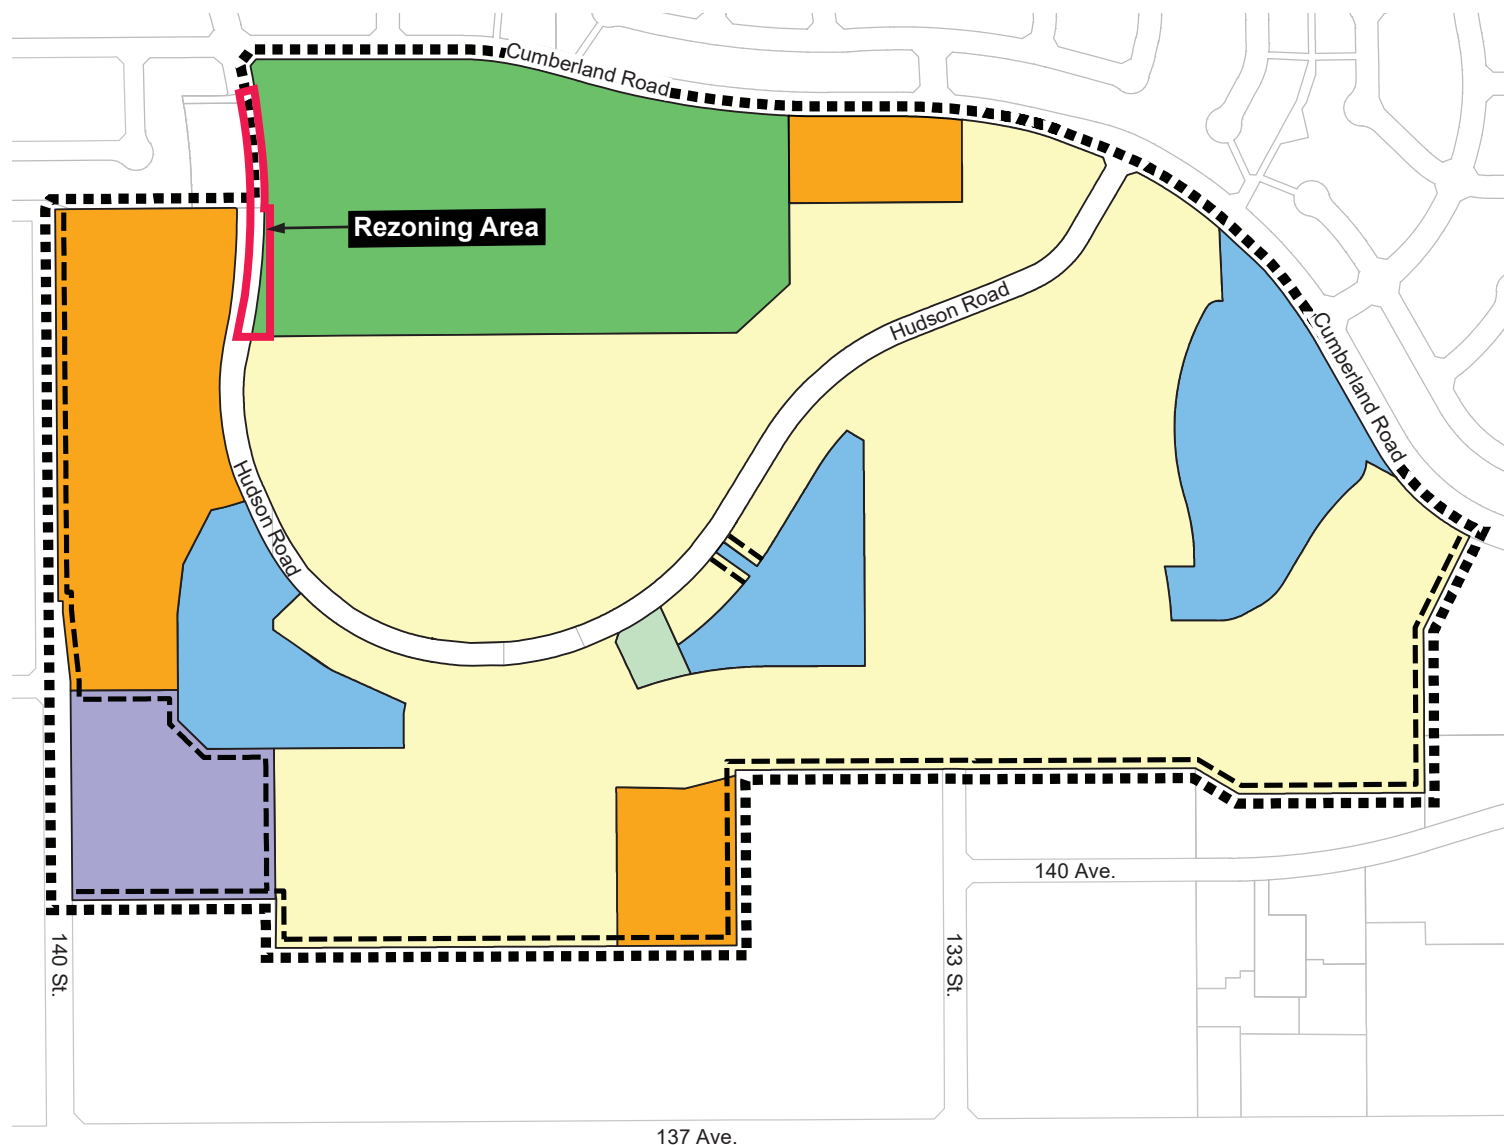 Cumberland Road
Rezoning Area
Hudson Road
Cumberland Road
Hudson Road
140 Ave.
140 St.
133 St.
137 Ave.